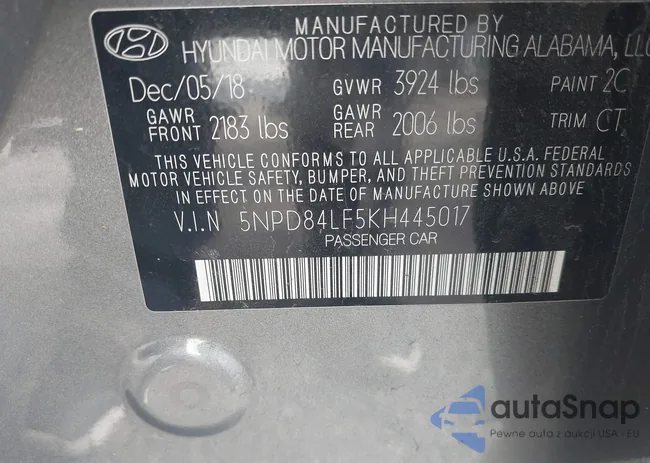 MANUFACTURED BY
HYUNDAI MOTOR MANUFACTURING ALABAMA, LLC
Dec/05/18 GVWR 3924 lbs PAINT 2C
GAWR FRONT 2183 lbs GAWR REAR 2006 lbs TRIM CT
THIS VEHICLE CONFORMS TO ALL APPLICABLE U.S.A. FEDERAL
MOTOR VEHICLE SAFETY, BUMPER, AND THEFT PREVENTION STANDARDS
IN EFFECT ON THE DATE OF MANUFACTURE SHOWN ABOVE
V.I.N 5NPD84LF5KH445017
PASSENGER CAR
autaSnap
Pewne auta z aukcji USA - EU